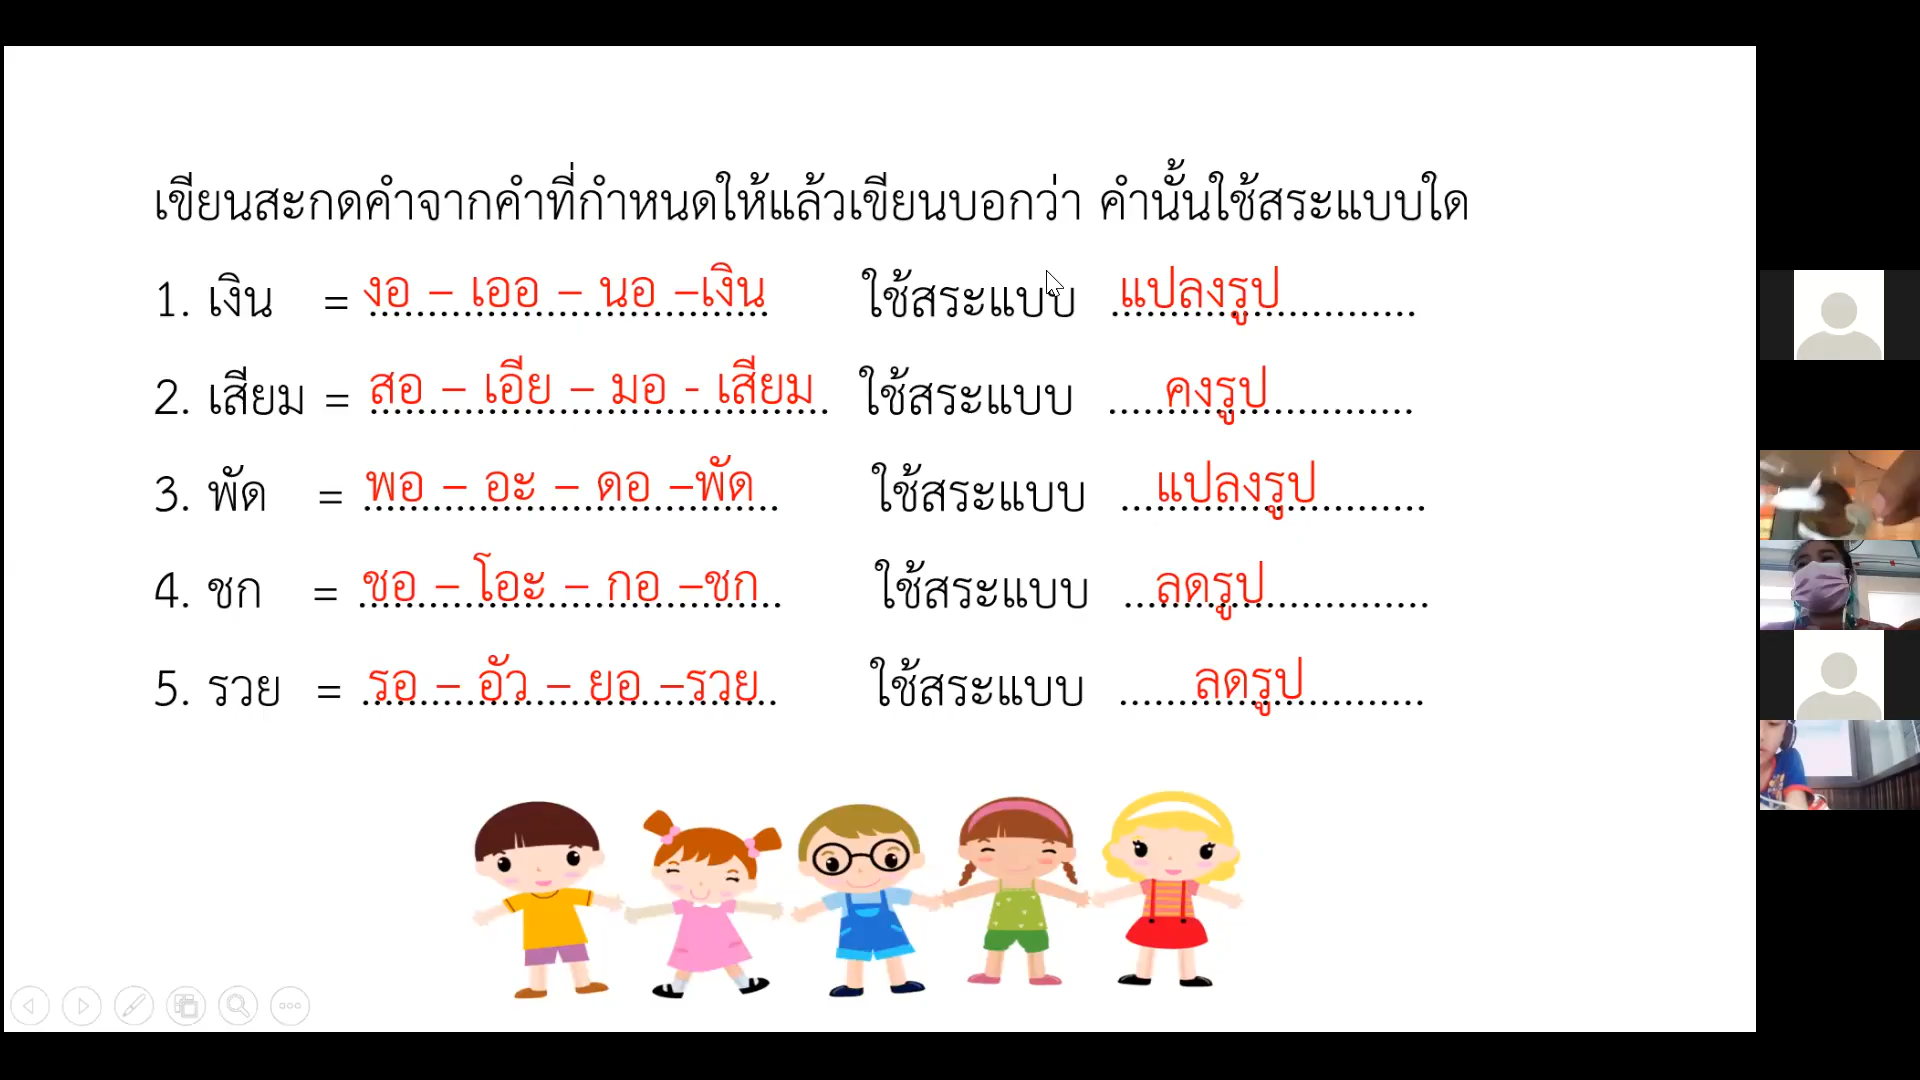 เขียนสะกดคำจากคำที่กำหนดให้แล้วเขียนบอกว่า คำนั้นใช้สระแบบใด
1. เงิน = งอ – เออ – นอ –เงิน ใช้สระแบบ แปลงรูป
2. เสียม = สอ – เอีย – มอ - เสียม ใช้สระแบบ คงรูป
3. พัด = พอ – อะ – ดอ –พัด ใช้สระแบบ แปลงรูป
4. ชก = ชอ – โอะ – กอ –ชก ใช้สระแบบ ลดรูป
5. รวย = รอ – อัว – ยอ –รวย ใช้สระแบบ ลดรูป